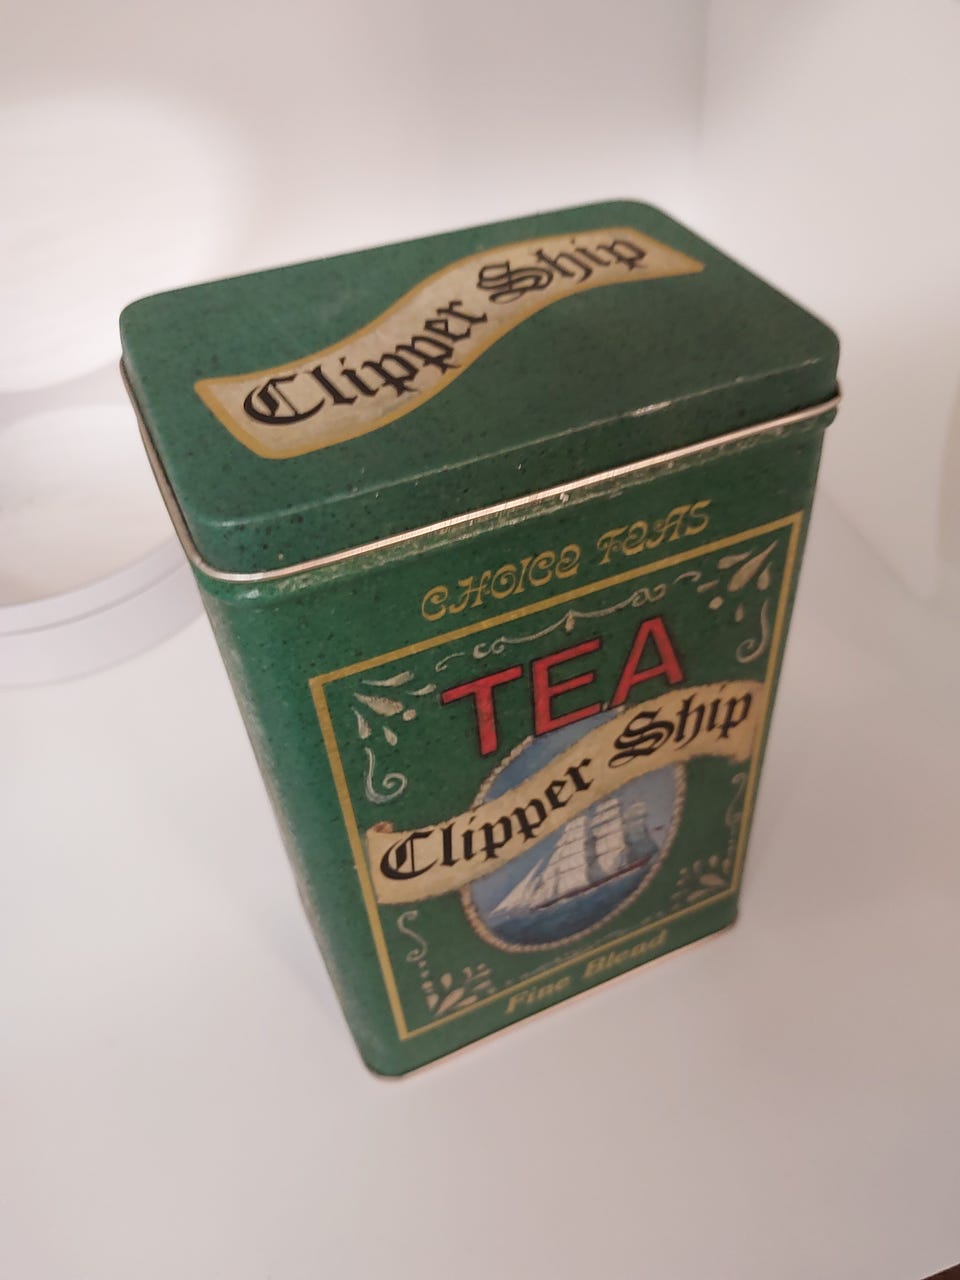 Clipper Ship
CHOICE TEAS
TEA
Clipper Ship
Fine Blend